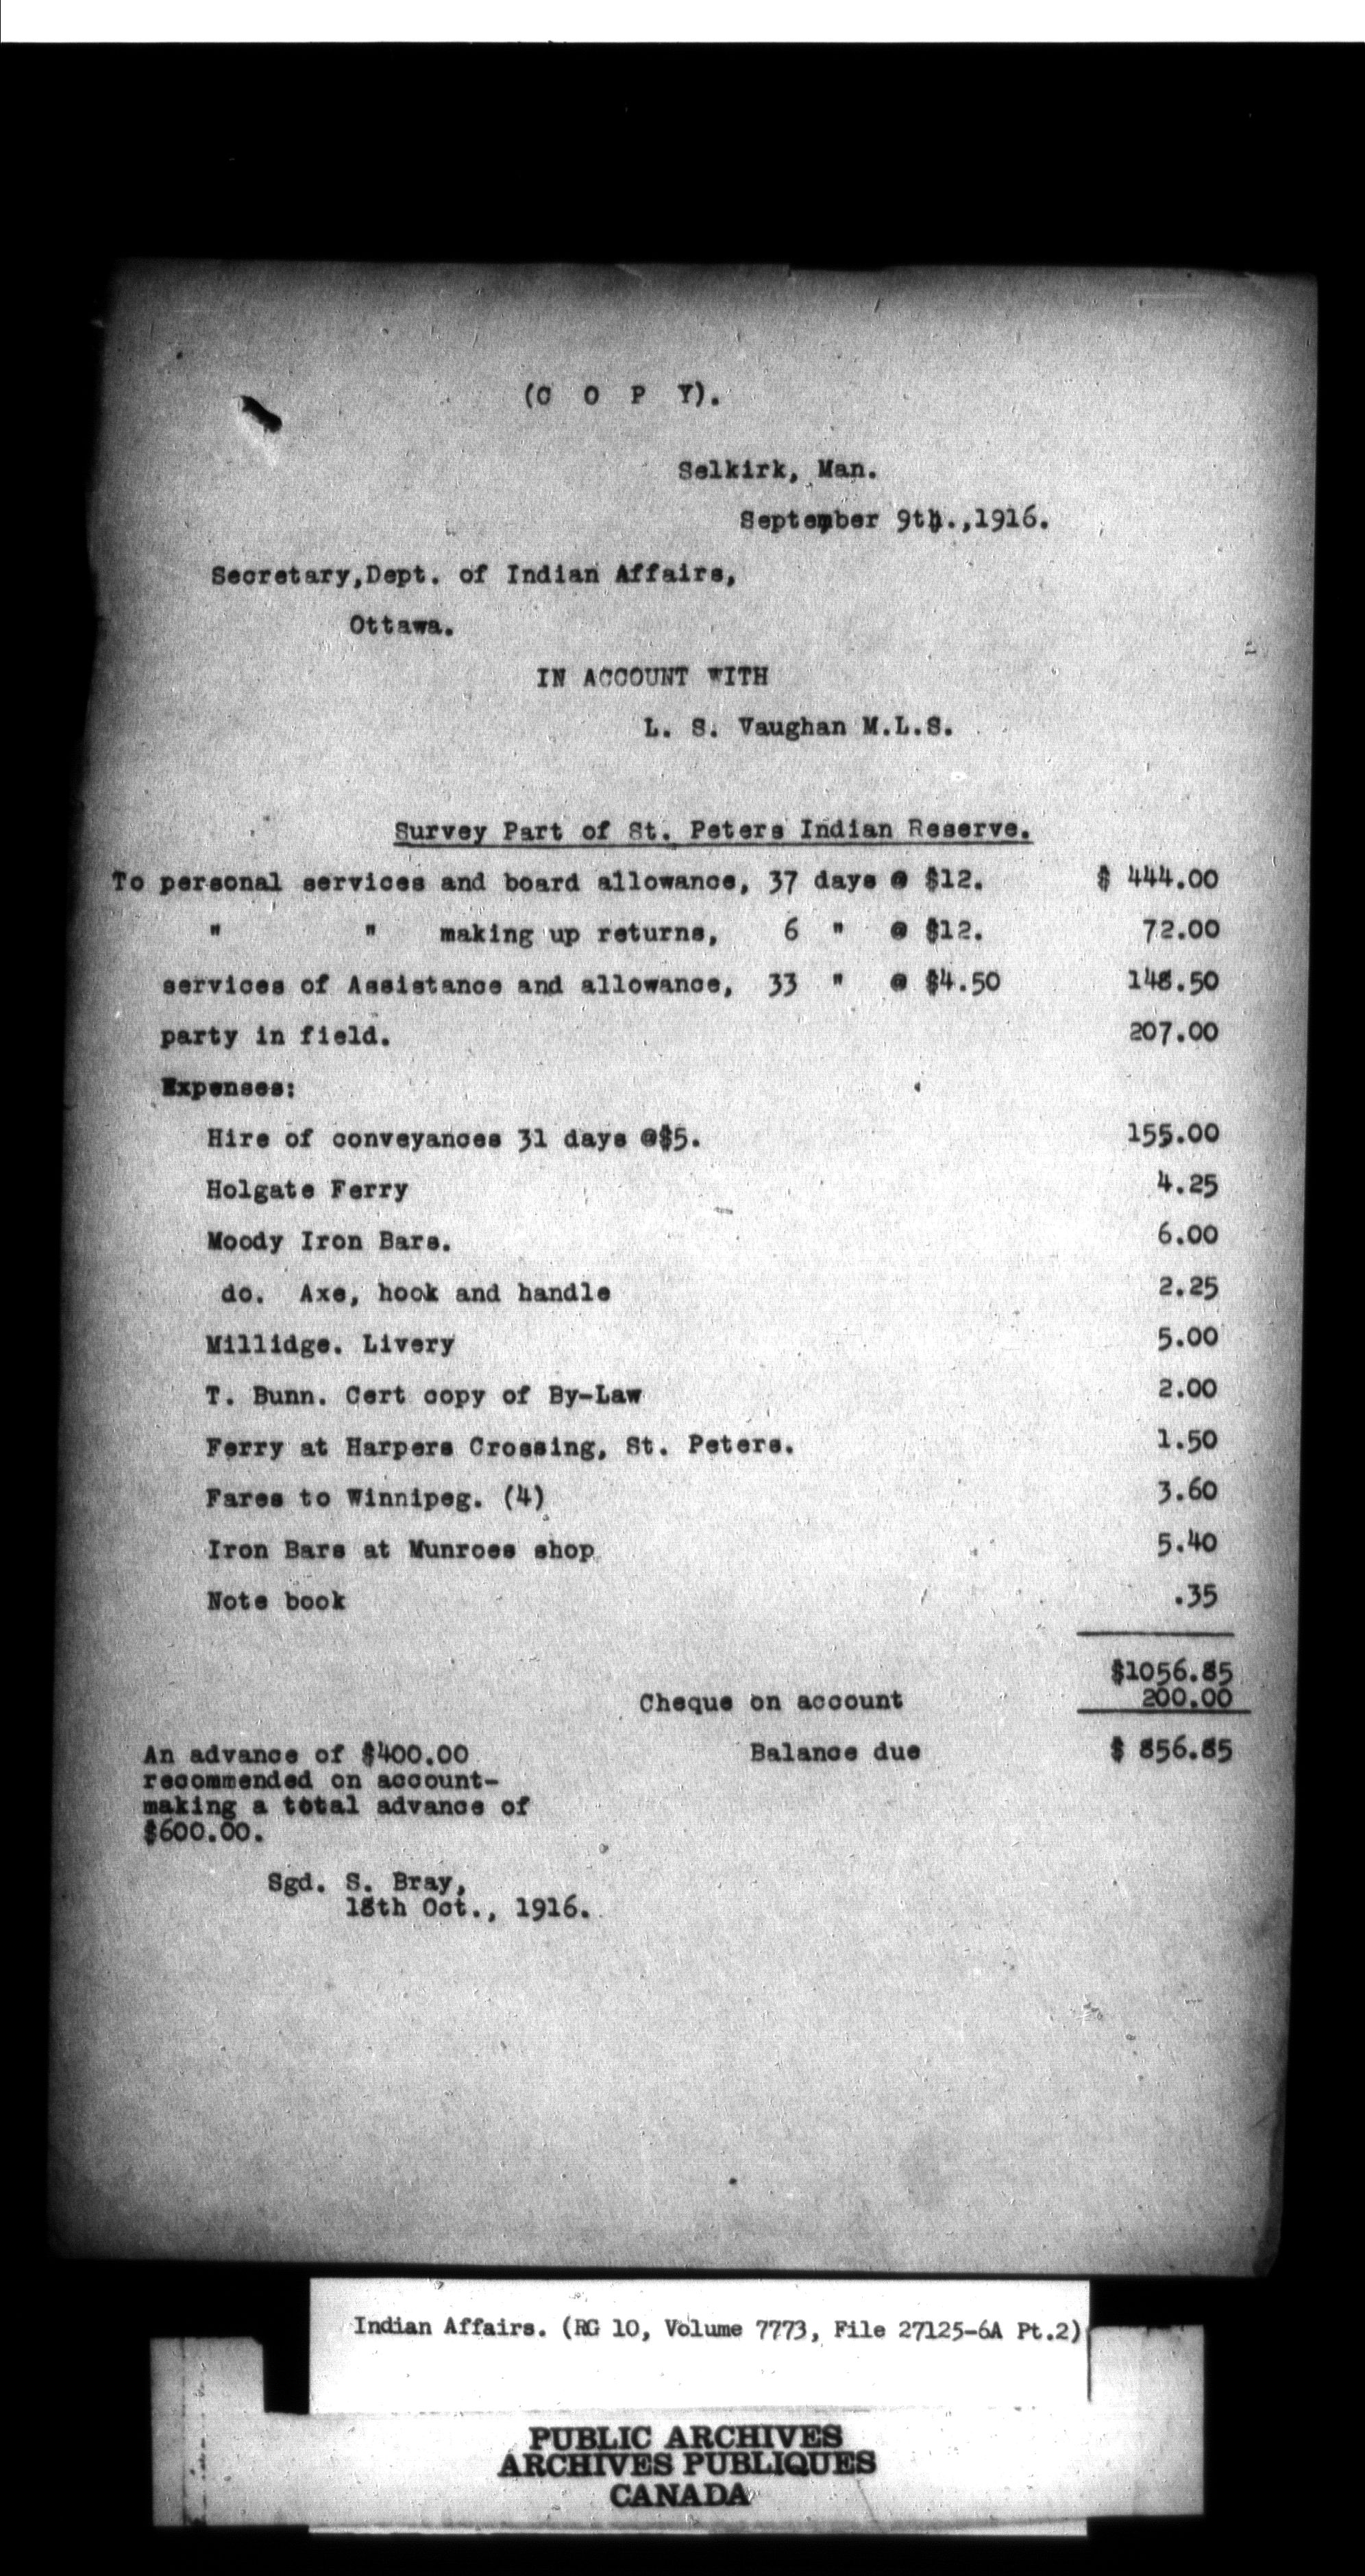 (C O P Y).
Selkirk, Man.
September 9th.,1916.
Secretary,Dept. of Indian Affairs,
Ottawa.
IN ACCOUNT WITH
L. S. Vaughan M.L.S.
Survey Part of St. Peters Indian Reserve.
To personal services and board allowance, 37 days @ $12. $ 444.00
" " making up returns, 6 " @ $12. 72.00
services of Assistance and allowance, 33 " @ $4.50 148.50
party in field. 207.00
Expenses:
Hire of conveyances 31 days @$5. 155.00
Holgate Ferry 4.25
Moody Iron Bars. 6.00
do. Axe, hook and handle 2.25
Millidge. Livery 5.00
T. Bunn. Cert copy of By-Law 2.00
Ferry at Harpers Crossing, St. Peters. 1.50
Fares to Winnipeg. (4) 3.60
Iron Bars at Munroes shop 5.40
Note book .35
$1056.85
Cheque on account 200.00
Balance due $ 856.85
An advance of $400.00
recommended on account-
making a total advance of
$600.00.
Sgd. S. Bray,
18th Oct., 1916.
Indian Affairs. (RG 10, Volume 7773, File 27125-6A Pt.2)
PUBLIC ARCHIVES
ARCHIVES PUBLIQUES
CANADA